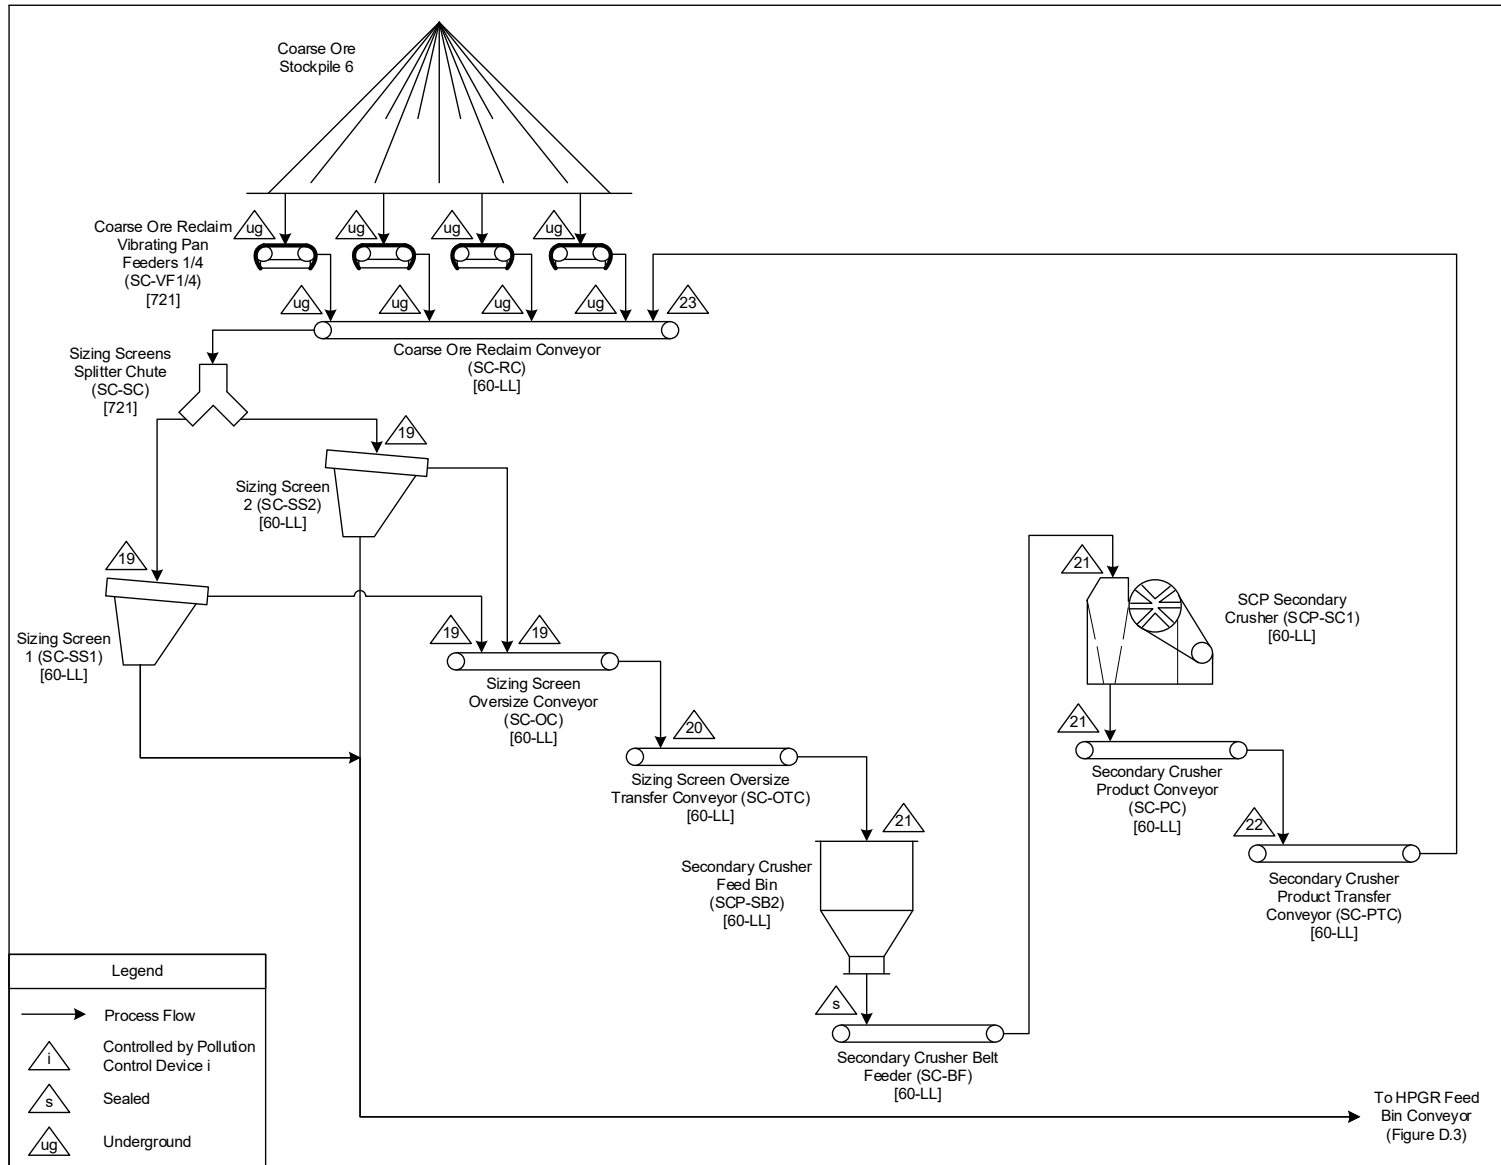 Coarse Ore
Stockpile 6
Coarse Ore Reclaim
Vibrating Pan
Feeders 1/4
(SC-VF1/4)
[721]
ug
ug
ug
ug
ug
ug
ug
ug
23
Coarse Ore Reclaim Conveyor
(SC-RC)
[60-LL]
Sizing Screens
Splitter Chute
(SC-SC)
[721]
19
Sizing Screen
2 (SC-SS2)
[60-LL]
19
Sizing Screen
1 (SC-SS1)
[60-LL]
19
19
Sizing Screen
Oversize Conveyor
(SC-OC)
[60-LL]
20
Sizing Screen Oversize
Transfer Conveyor (SC-OTC)
[60-LL]
21
Secondary Crusher
Feed Bin
(SCP-SB2)
[60-LL]
s
Secondary Crusher Belt
Feeder (SC-BF)
[60-LL]
21
SCP Secondary
Crusher (SCP-SC1)
[60-LL]
21
Secondary Crusher
Product Conveyor
(SC-PC)
[60-LL]
22
Secondary Crusher
Product Transfer
Conveyor (SC-PTC)
[60-LL]
To HPGR Feed
Bin Conveyor
(Figure D.3)
Legend
Process Flow
i
Controlled by Pollution
Control Device i
s
Sealed
ug
Underground